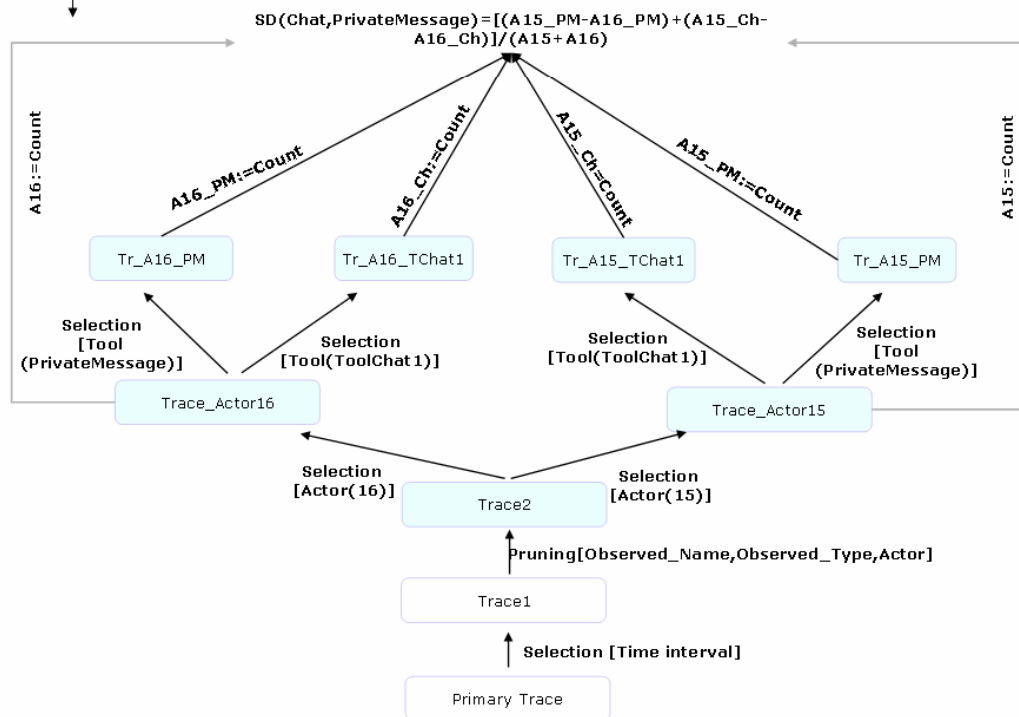 SD(Chat,PrivateMessage)=[(A15_PM-A16_PM)+(A15_Ch-
A16_Ch)]/(A15+A16)
A16:=Count
A16_PM:=Count
A16_Ch:=Count
A15_Ch=Count
A15_PM:=Count
A15:=Count
Tr_A16_PM
Tr_A16_TChat1
Tr_A15_TChat1
Tr_A15_PM
Selection
[Tool
(PrivateMessage)]
Selection
[Tool(ToolChat1)]
Selection
[Tool(ToolChat1)]
Selection
[Tool
(PrivateMessage)]
Trace_Actor16
Trace_Actor15
Selection
[Actor(16)]
Selection
[Actor(15)]
Trace2
Pruning[Observed_Name,Observed_Type,Actor]
Trace1
Selection [Time interval]
Primary Trace